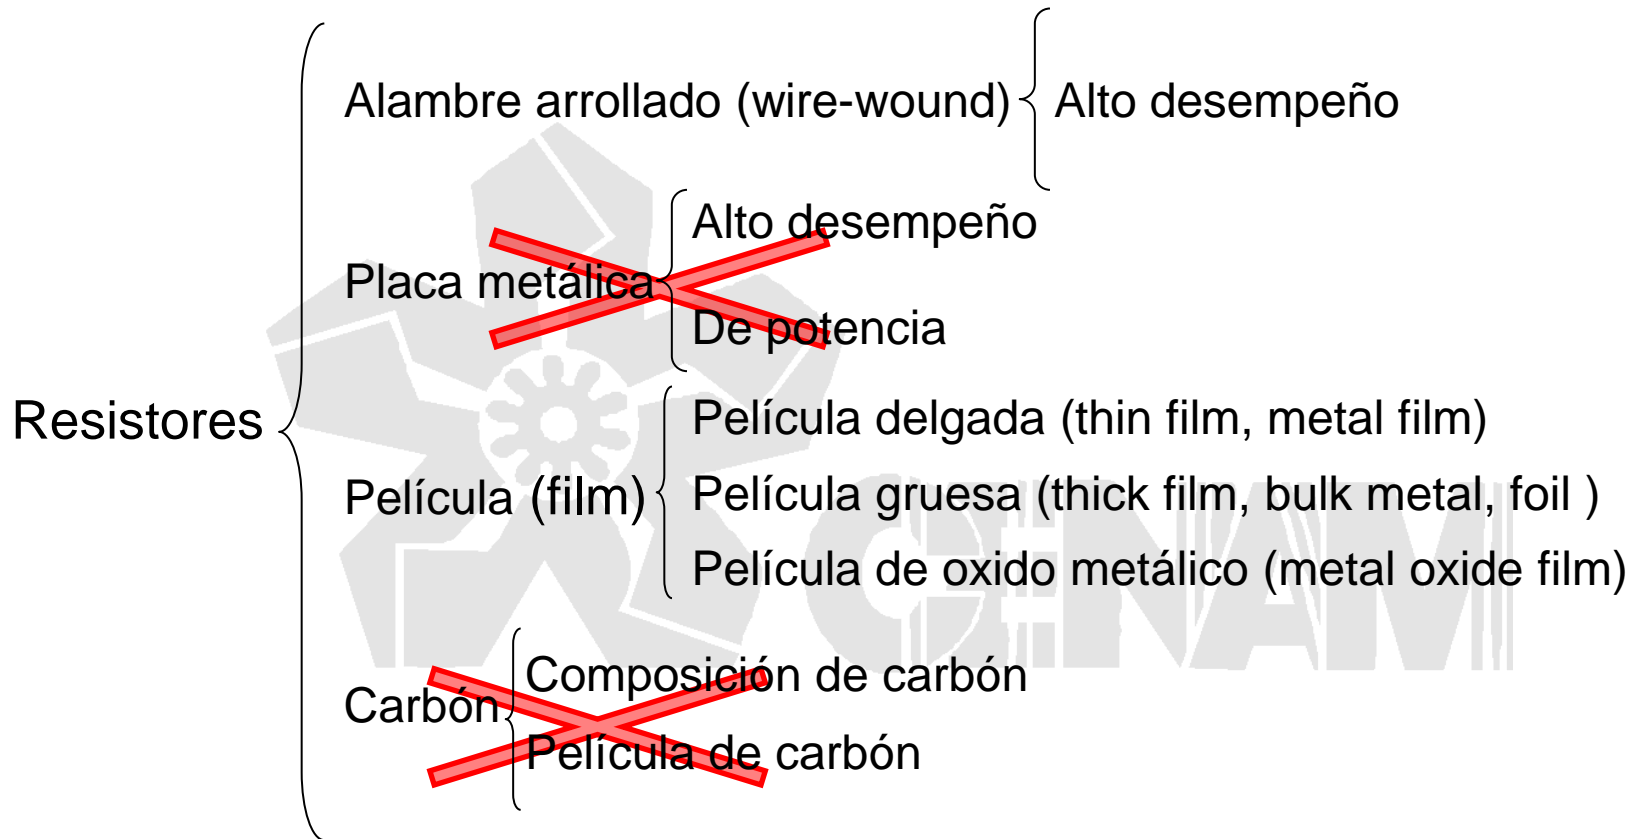 Resistores
Alambre arrollado (wire-wound)
Alto desempeño
Placa metálica
Alto desempeño
De potencia
Película (film)
Película delgada (thin film, metal film)
Película gruesa (thick film, bulk metal, foil )
Película de oxido metálico (metal oxide film)
Carbón
Composición de carbón
Película de carbón
CENAM